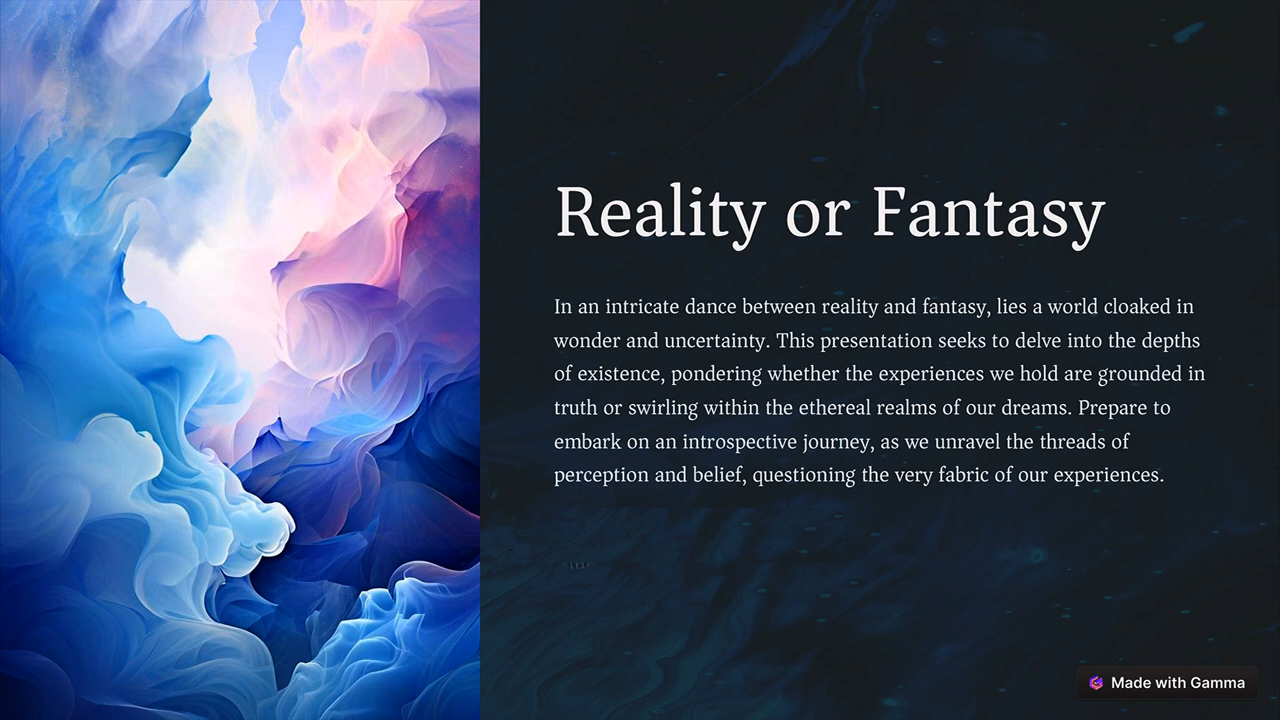 Reality or Fantasy
In an intricate dance between reality and fantasy, lies a world cloaked in
wonder and uncertainty. This presentation seeks to delve into the depths
of existence, pondering whether the experiences we hold are grounded in
truth or swirling within the ethereal realms of our dreams. Prepare to
embark on an introspective journey, as we unravel the threads of
perception and belief, questioning the very fabric of our experiences.
Made with Gamma